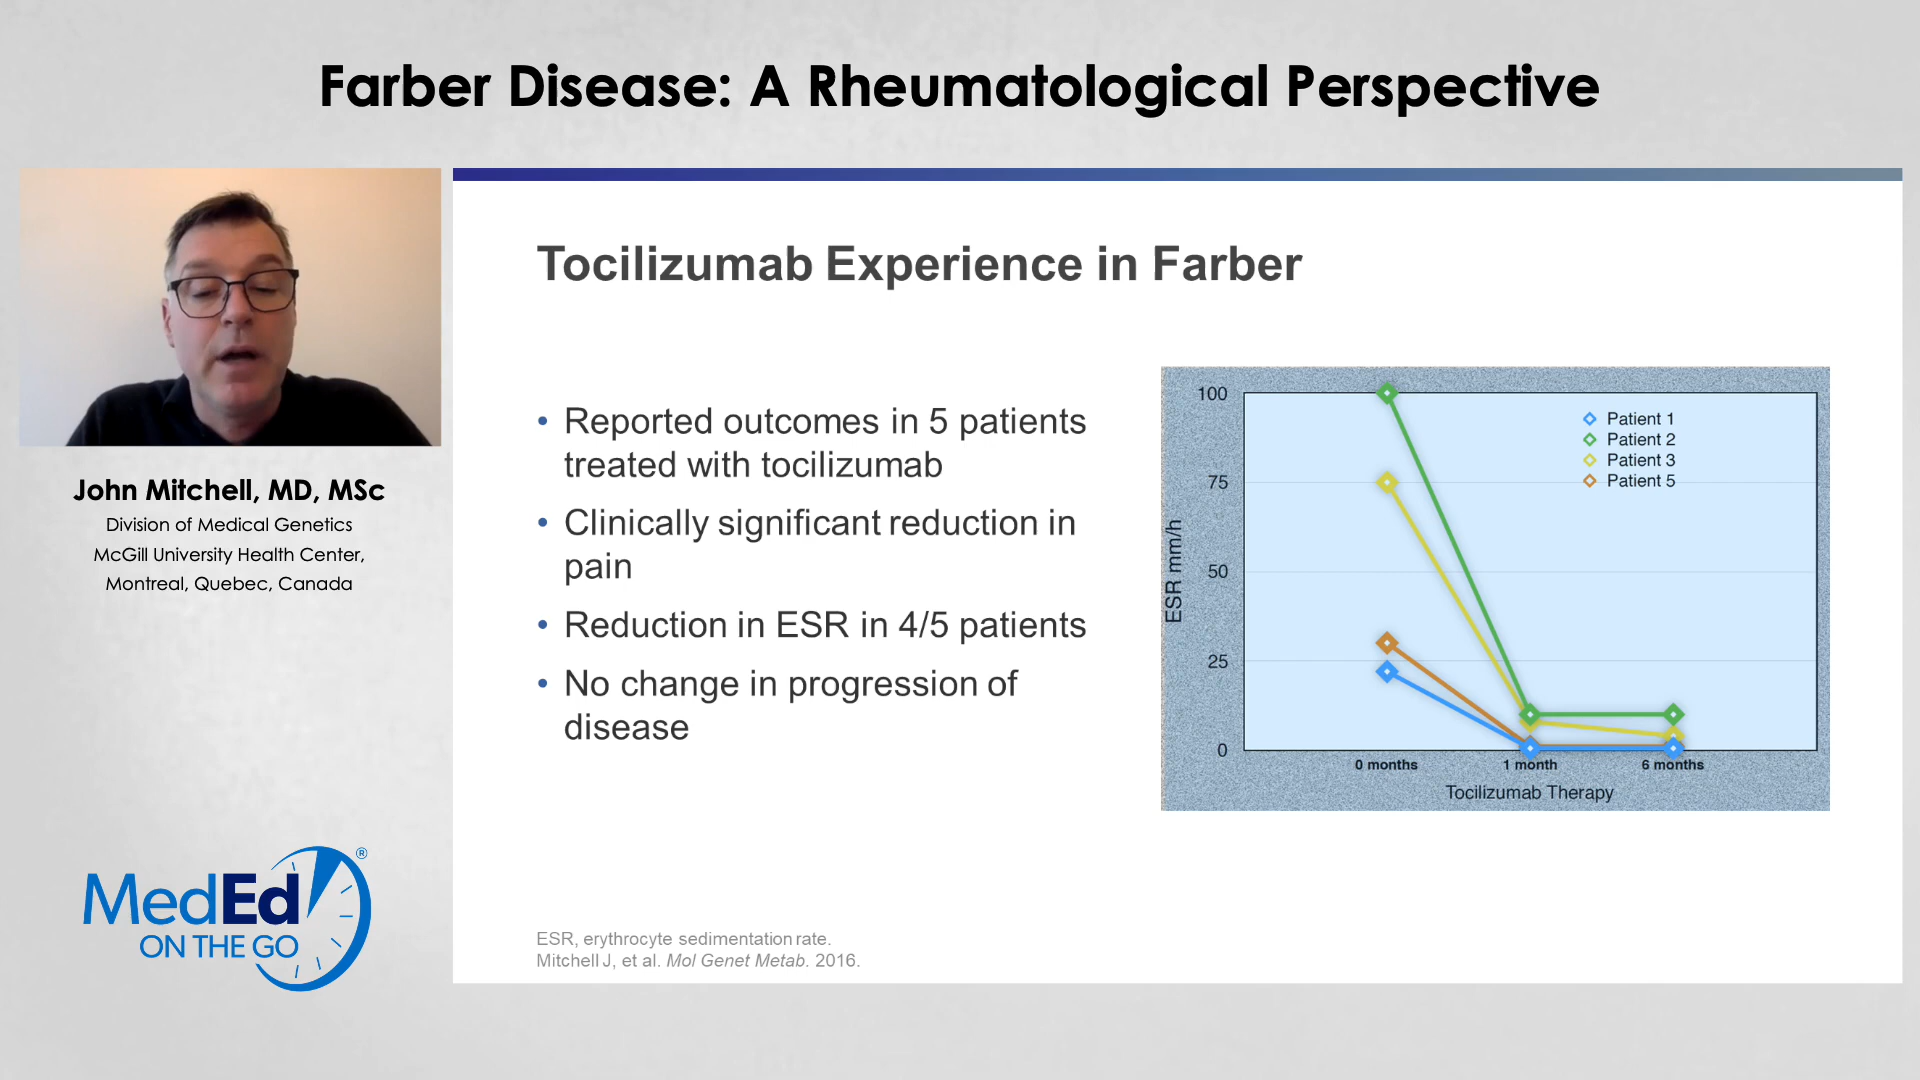 Farber Disease: A Rheumatological Perspective
John Mitchell, MD, MSc
Division of Medical Genetics
McGill University Health Center,
Montreal, Quebec, Canada
MedEd®
ON THE GO
Tocilizumab Experience in Farber
• Reported outcomes in 5 patients
treated with tocilizumab
• Clinically significant reduction in
pain
• Reduction in ESR in 4/5 patients
• No change in progression of
disease
ESR mm/h
100
75
50
25
0
Patient 1
Patient 2
Patient 3
Patient 5
0 months 1 month 6 months
Tocilizumab Therapy
ESR, erythrocyte sedimentation rate.
Mitchell J, et al. Mol Genet Metab. 2016.